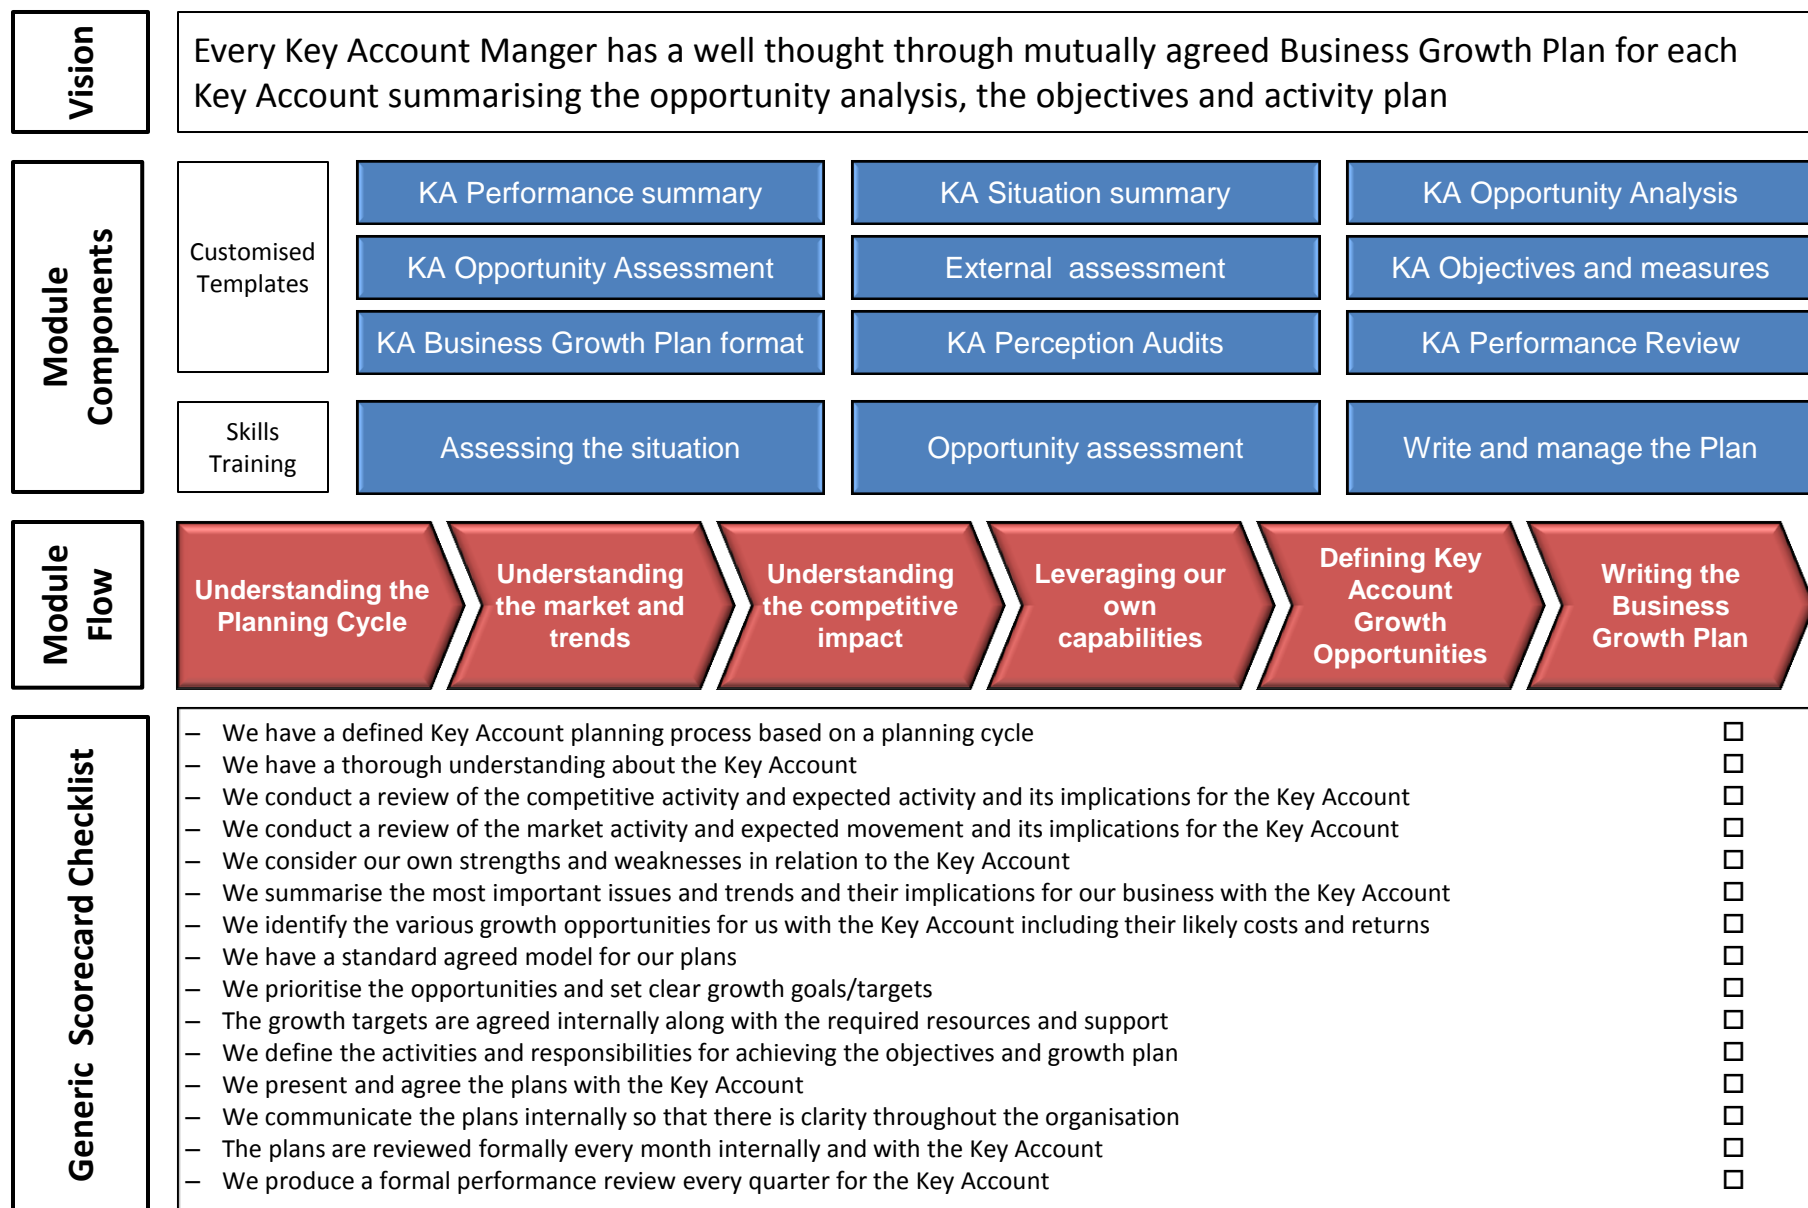 Vision
Every Key Account Manger has a well thought through mutually agreed Business Growth Plan for each
Key Account summarising the opportunity analysis, the objectives and activity plan
Module
Components
Customised
Templates
KA Performance summary
KA Situation summary
KA Opportunity Analysis
KA Opportunity Assessment
External  assessment
KA Objectives and measures
KA Business Growth Plan format
KA Perception Audits
KA Performance Review
Skills
Training
Assessing the situation
Opportunity assessment
Write and manage the Plan
Module
Flow
Understanding the
Planning Cycle
Understanding
the market and
trends
Understanding
the competitive
impact
Leveraging our
own
capabilities
Defining Key
Account
Growth
Opportunities
Writing the
Business
Growth Plan
Generic  Scorecard Checklist
– We have a defined Key Account planning process based on a planning cycle ☐
– We have a thorough understanding about the Key Account ☐
– We conduct a review of the competitive activity and expected activity and its implications for the Key Account ☐
– We conduct a review of the market activity and expected movement and its implications for the Key Account ☐
– We consider our own strengths and weaknesses in relation to the Key Account ☐
– We summarise the most important issues and trends and their implications for our business with the Key Account ☐
– We identify the various growth opportunities for us with the Key Account including their likely costs and returns ☐
– We have a standard agreed model for our plans ☐
– We prioritise the opportunities and set clear growth goals/targets ☐
– The growth targets are agreed internally along with the required resources and support ☐
– We define the activities and responsibilities for achieving the objectives and growth plan ☐
– We present and agree the plans with the Key Account ☐
– We communicate the plans internally so that there is clarity throughout the organisation ☐
– The plans are reviewed formally every month internally and with the Key Account ☐
– We produce a formal performance review every quarter for the Key Account ☐